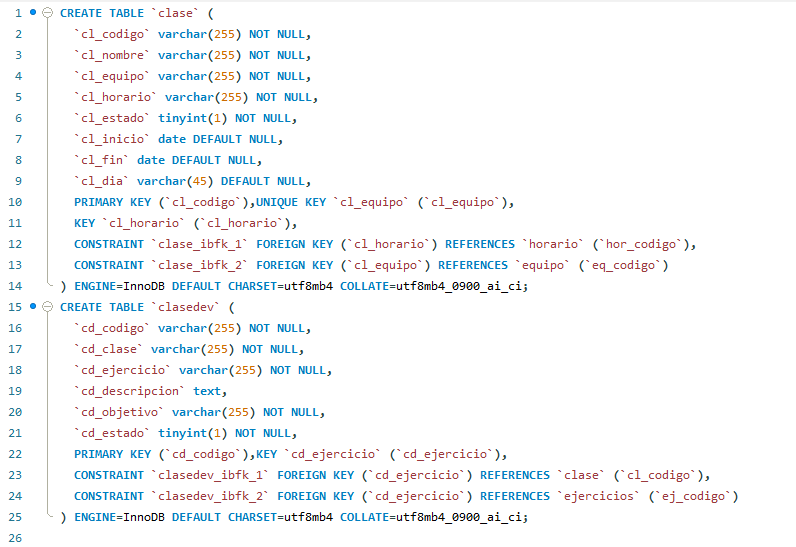 1 CREATE TABLE `clase` (
2 `cl_codigo` varchar(255) NOT NULL,
3 `cl_nombre` varchar(255) NOT NULL,
4 `cl_equipo` varchar(255) NOT NULL,
5 `cl_horario` varchar(255) NOT NULL,
6 `cl_estado` tinyint(1) NOT NULL,
7 `cl_inicio` date DEFAULT NULL,
8 `cl_fin` date DEFAULT NULL,
9 `cl_dia` varchar(45) DEFAULT NULL,
10 PRIMARY KEY (`cl_codigo`),UNIQUE KEY `cl_equipo` (`cl_equipo`),
11 KEY `cl_horario` (`cl_horario`),
12 CONSTRAINT `clase_ibfk_1` FOREIGN KEY (`cl_horario`) REFERENCES `horario` (`hor_codigo`),
13 CONSTRAINT `clase_ibfk_2` FOREIGN KEY (`cl_equipo`) REFERENCES `equipo` (`eq_codigo`)
14 ) ENGINE=InnoDB DEFAULT CHARSET=utf8mb4 COLLATE=utf8mb4_0900_ai_ci;
15 CREATE TABLE `clasedev` (
16 `cd_codigo` varchar(255) NOT NULL,
17 `cd_clase` varchar(255) NOT NULL,
18 `cd_ejercicio` varchar(255) NOT NULL,
19 `cd_descripcion` text,
20 `cd_objetivo` varchar(255) NOT NULL,
21 `cd_estado` tinyint(1) NOT NULL,
22 PRIMARY KEY (`cd_codigo`),KEY `cd_ejercicio` (`cd_ejercicio`),
23 CONSTRAINT `clasedev_ibfk_1` FOREIGN KEY (`cd_ejercicio`) REFERENCES `clase` (`cl_codigo`),
24 CONSTRAINT `clasedev_ibfk_2` FOREIGN KEY (`cd_ejercicio`) REFERENCES `ejercicios` (`ej_codigo`)
25 ) ENGINE=InnoDB DEFAULT CHARSET=utf8mb4 COLLATE=utf8mb4_0900_ai_ci;
26